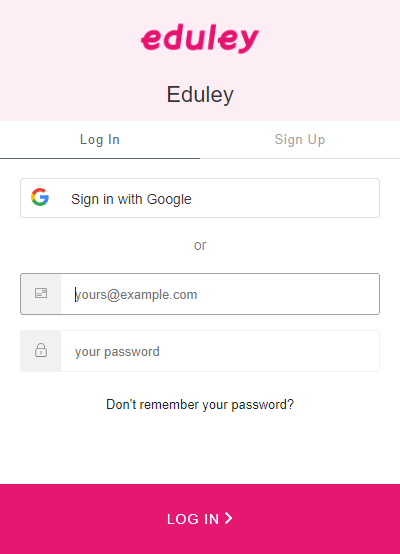 eduley
Eduley
Log In
Sign Up
Sign in with Google
or
yours@example.com
your password
Don't remember your password?
LOG IN